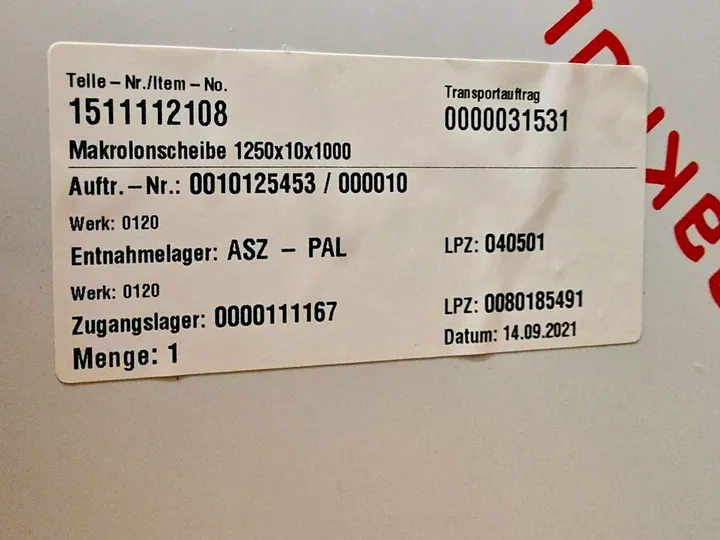 Teile – Nr./Item – No.
1511112108
Transportauftrag
0000031531
Makrolonscheibe 1250x10x1000
Auftr. – Nr.: 0010125453 / 000010
Werk: 0120
Entnahmelager: ASZ – PAL
LPZ: 040501
Werk: 0120
Zugangslager: 0000111167
LPZ: 0080185491
Menge: 1
Datum: 14.09.2021